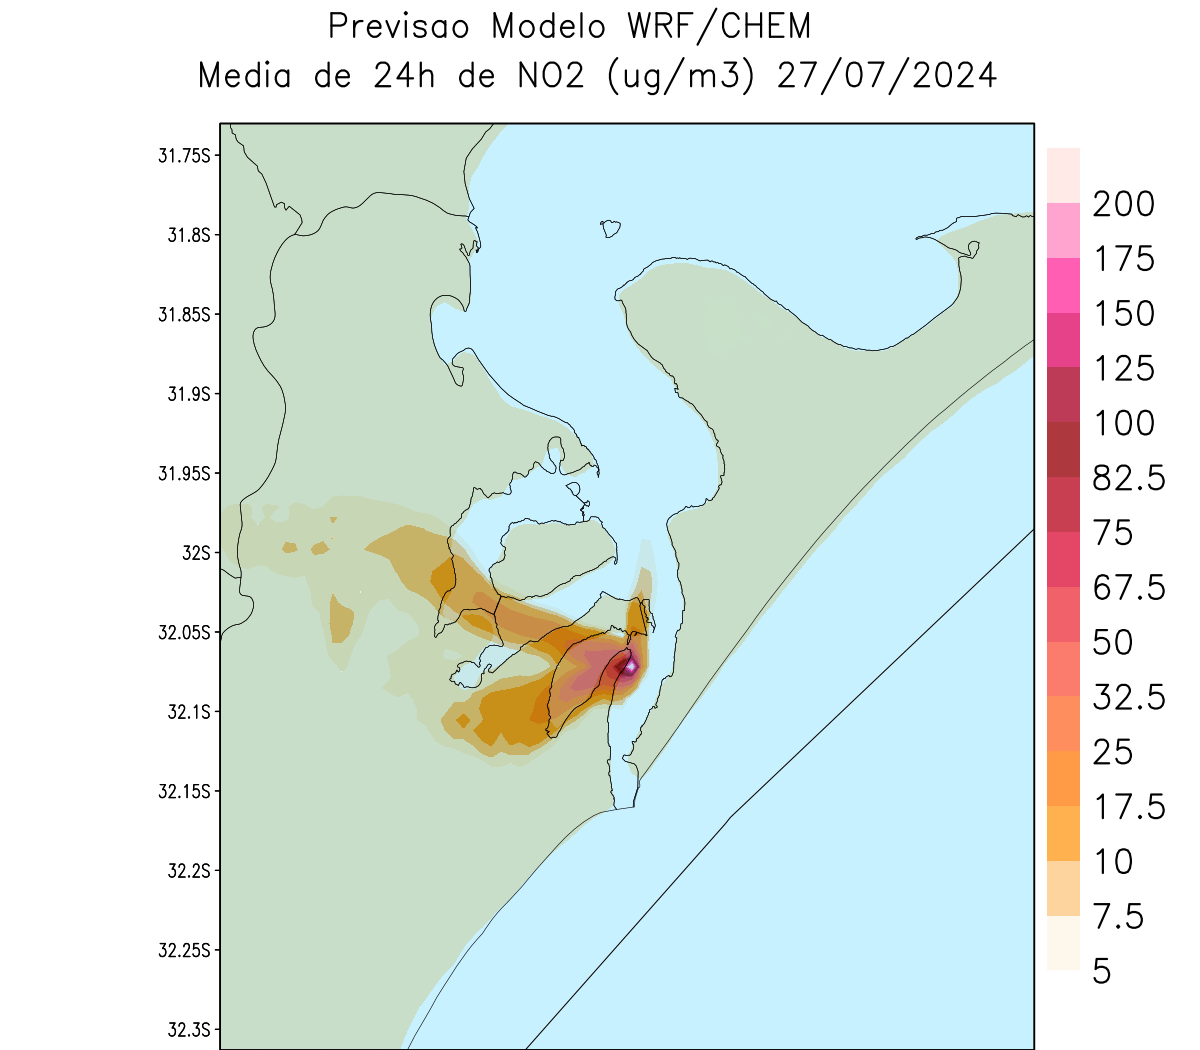 Previsao Modelo WRF/CHEM
Media de 24h de NO2 (ug/m3) 27/07/2024
31.75S
31.8S
31.85S
31.9S
31.95S
32S
32.05S
32.1S
32.15S
32.2S
32.25S
32.3S
200
175
150
125
100
82.5
75
67.5
50
32.5
25
17.5
10
7.5
5